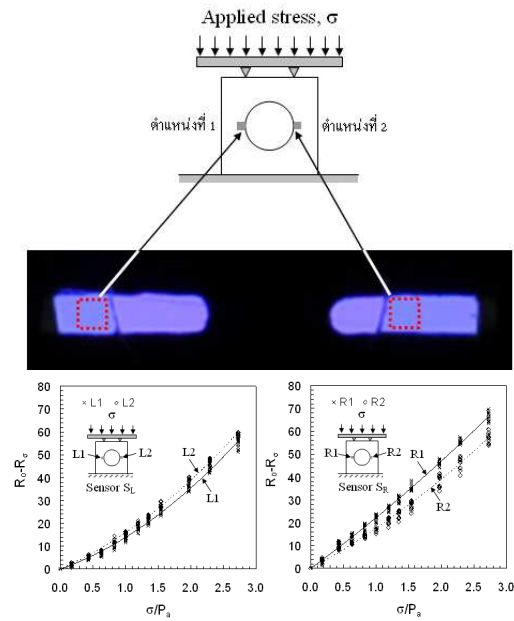 Applied stress, σ
ตำแหน่งที่ 1
ตำแหน่งที่ 2
80
70
60
50
40
30
20
10
0
R₀-Rσ
× L1 ◦ L2
σ
L1
L2
Sensor S_L
L2
L1
0.0 0.5 1.0 1.5 2.0 2.5 3.0
σ/Pₐ
80
70
60
50
40
30
20
10
0
R₀-Rσ
× R1 ◇ R2
σ
R1
R2
Sensor S_R
R1
R2
0.0 0.5 1.0 1.5 2.0 2.5 3.0
σ/Pₐ